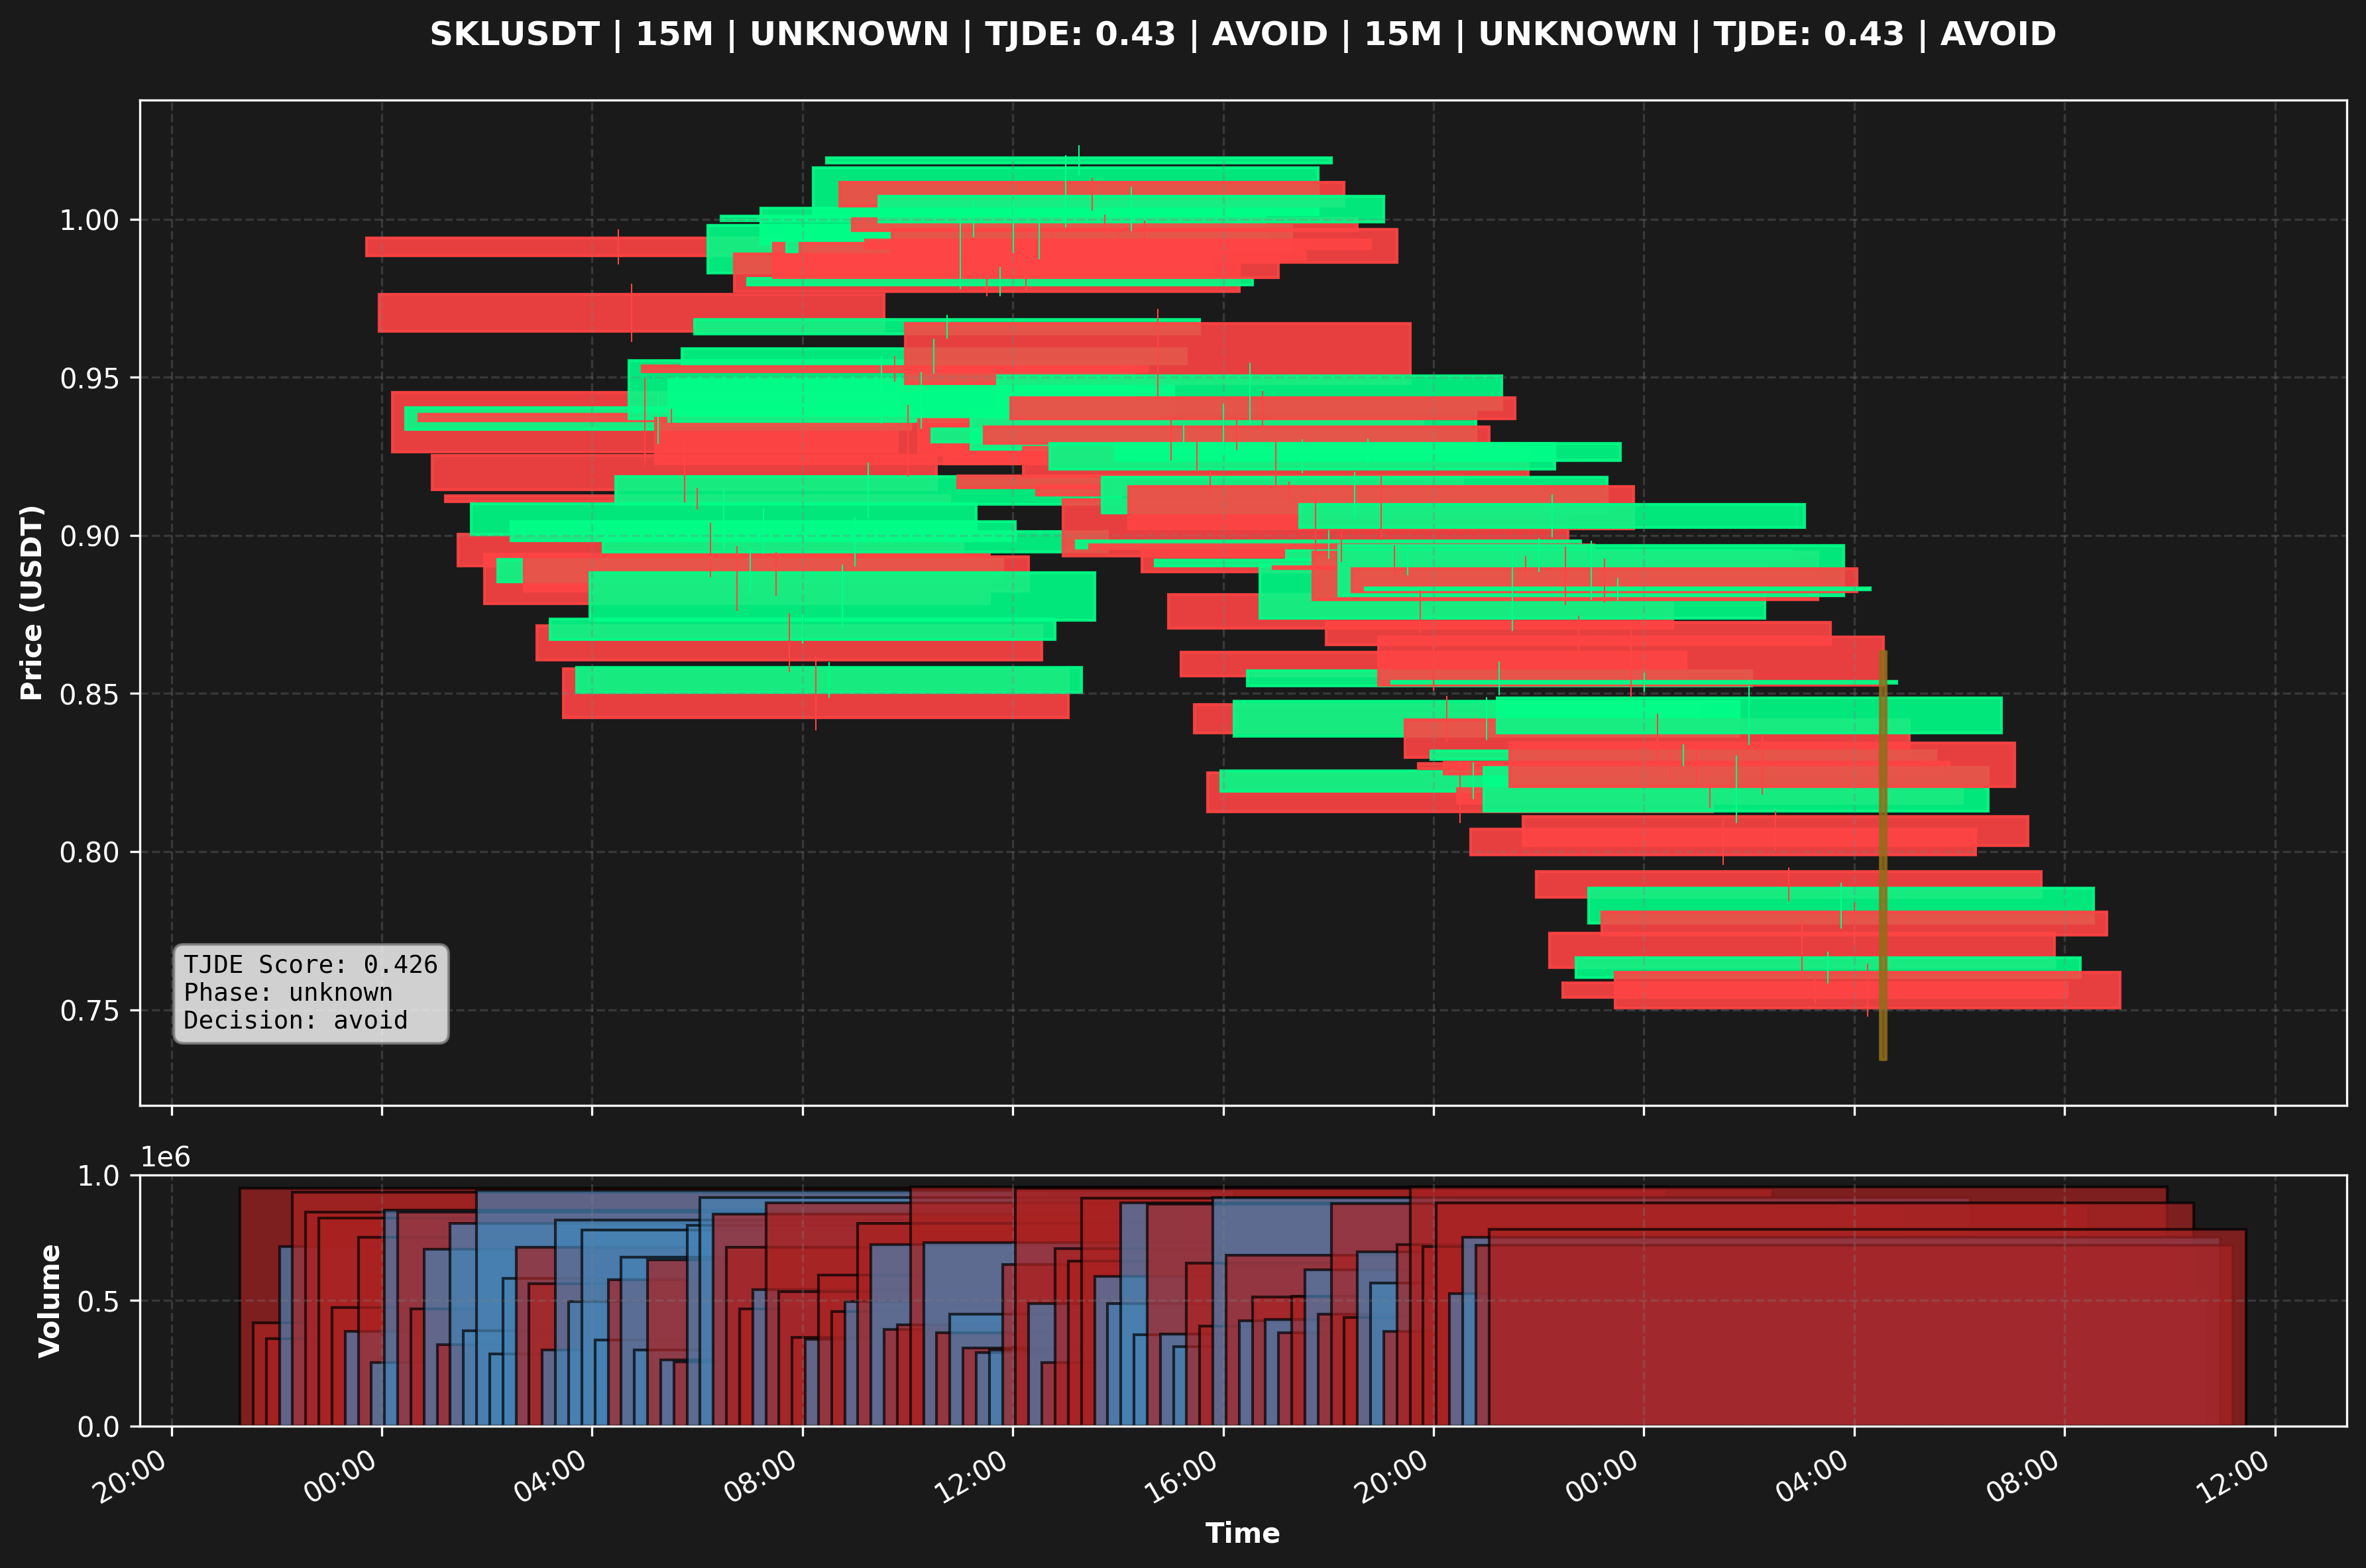 SKLUSDT | 15M | UNKNOWN | TJDE: 0.43 | AVOID | 15M | UNKNOWN | TJDE: 0.43 | AVOID
Price (USDT)
1.00
0.95
0.90
0.85
0.80
0.75
TJDE Score: 0.426
Phase: unknown
Decision: avoid
1e6
Volume
1.0
0.5
0.0
20:00 00:00 04:00 08:00 12:00 16:00 20:00 00:00 04:00 08:00 12:00
Time